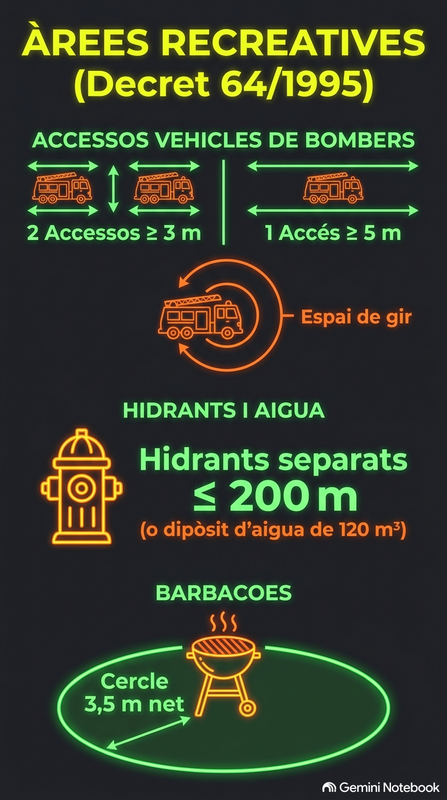 ÀREES RECREATIVES
(Decret 64/1995)
ACCESSOS VEHICLES DE BOMBERS
2 Accessos ≥ 3 m
1 Accés ≥ 5 m
Espai de gir
HIDRANTS I AIGUA
Hidrants separats
≤ 200 m
(o dipòsit d'aigua de 120 m³)
BARBACOES
Cercle
3,5 m net
Gemini Notebook